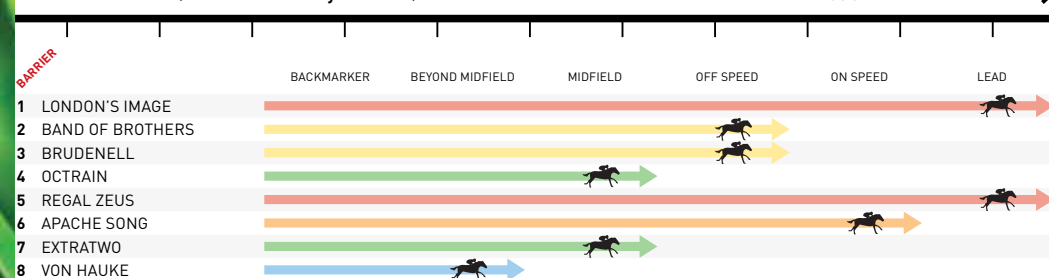 BARRIER
BACKMARKER BEYOND MIDFIELD MIDFIELD OFF SPEED ON SPEED LEAD
1 LONDON'S IMAGE
2 BAND OF BROTHERS
3 BRUDENELL
4 OCTRAIN
5 REGAL ZEUS
6 APACHE SONG
7 EXTRATWO
8 VON HAUKE